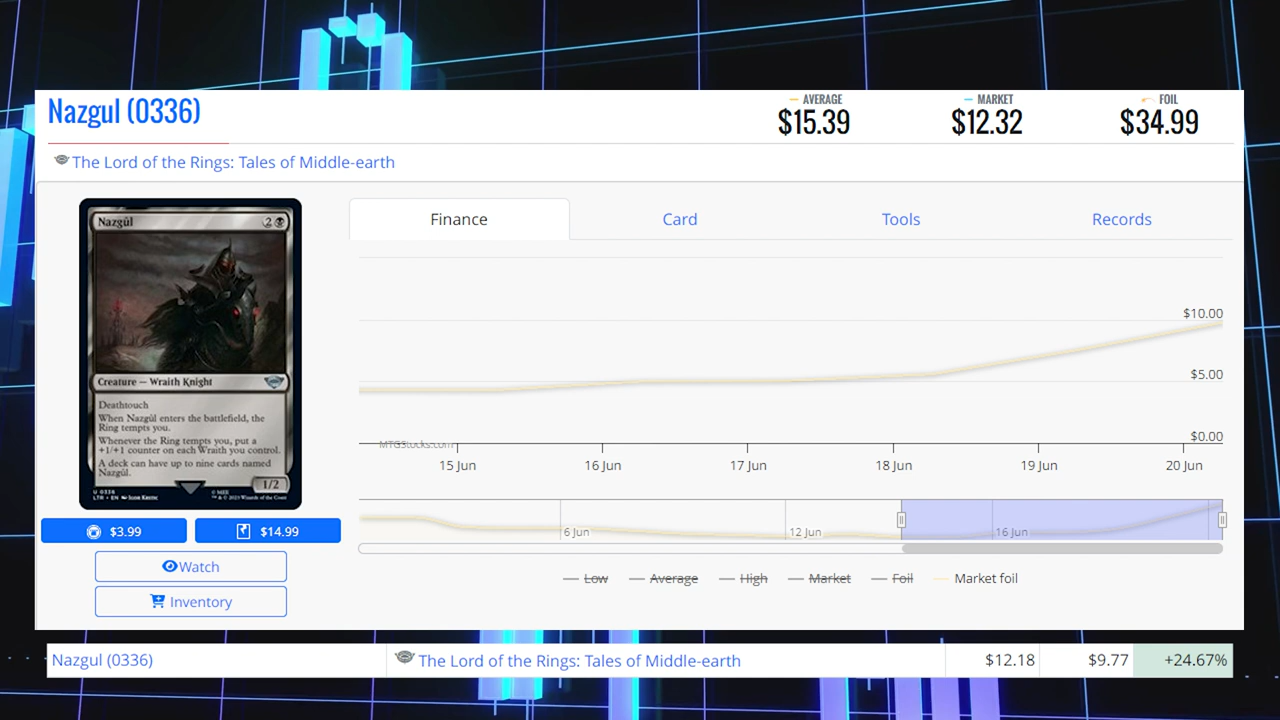 Nazgul (0336)
AVERAGE
$15.39
MARKET
$12.32
FOIL
$34.99
The Lord of the Rings: Tales of Middle-earth
Nazgûl 2
Creature — Wraith Knight
Deathtouch
When Nazgûl enters the battlefield, the
Ring tempts you.
Whenever the Ring tempts you, put a
+1/+1 counter on each Wraith you control.
A deck can have up to nine cards named
Nazgûl.
1/2
U 0336
LTR • EN
$3.99
$14.99
Watch
Inventory
Finance
Card
Tools
Records
$10.00
$5.00
$0.00
MTGStocks.com
15 Jun
16 Jun
17 Jun
18 Jun
19 Jun
20 Jun
6 Jun
12 Jun
16 Jun
Low
Average
High
Market
Foil
Market foil
Nazgul (0336)
The Lord of the Rings: Tales of Middle-earth
$12.18
$9.77
+24.67%